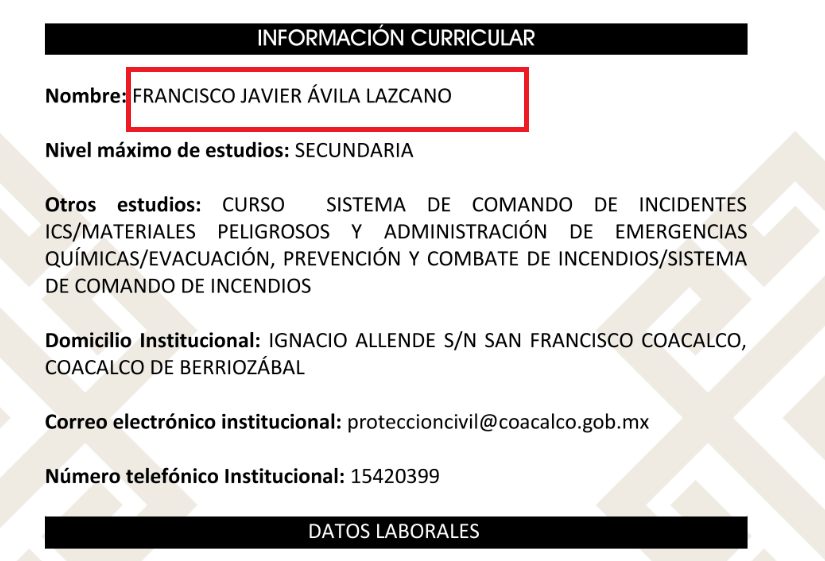 INFORMACIÓN CURRICULAR
Nombre: FRANCISCO JAVIER ÁVILA LAZCANO
Nivel máximo de estudios: SECUNDARIA
Otros estudios: CURSO SISTEMA DE COMANDO DE INCIDENTES
ICS/MATERIALES PELIGROSOS Y ADMINISTRACIÓN DE EMERGENCIAS
QUÍMICAS/EVACUACIÓN, PREVENCIÓN Y COMBATE DE INCENDIOS/SISTEMA
DE COMANDO DE INCENDIOS
Domicilio Institucional: IGNACIO ALLENDE S/N SAN FRANCISCO COACALCO,
COACALCO DE BERRIOZÁBAL
Correo electrónico institucional: proteccioncivil@coacalco.gob.mx
Número telefónico Institucional: 15420399
DATOS LABORALES